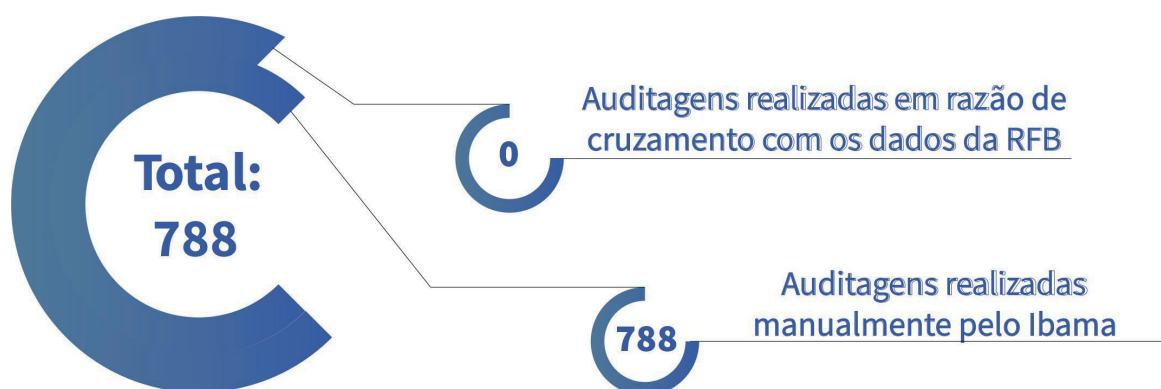 Total:
788
0
Auditagens realizadas em razão de
cruzamento com os dados da RFB
788
Auditagens realizadas
manualmente pelo Ibama